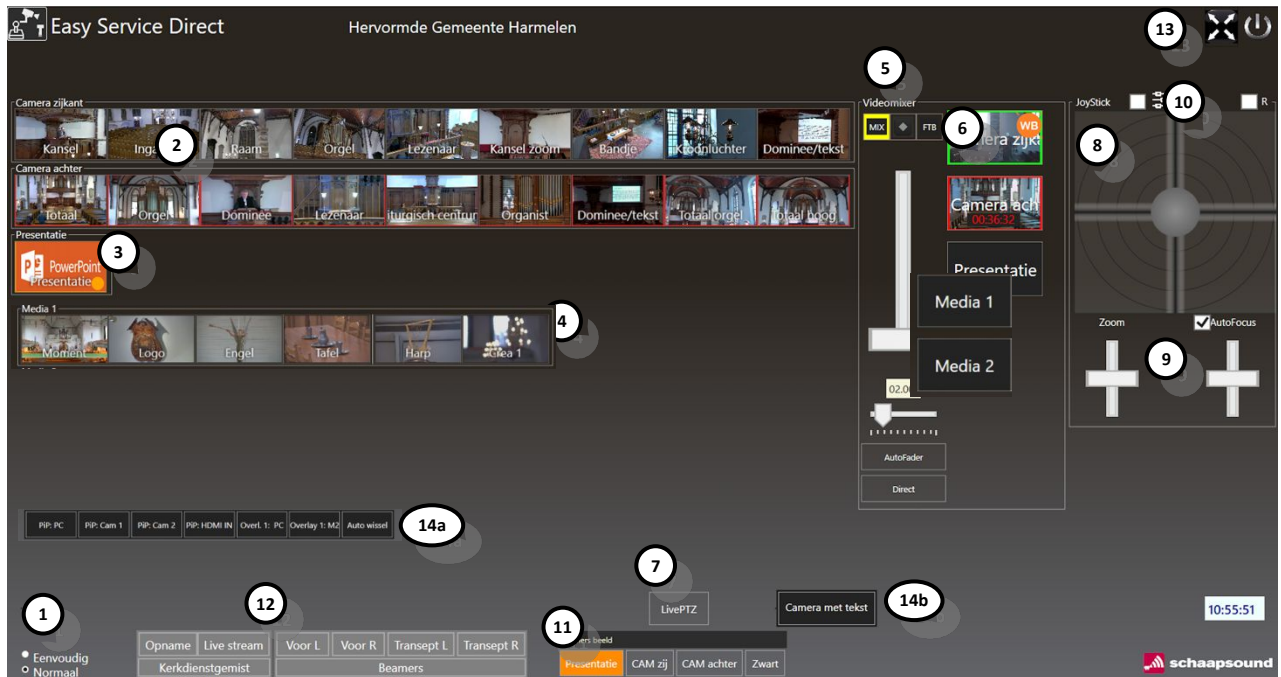 Easy Service Direct
Hervormde Gemeente Harmelen
13
5
Camera zijkant
Kansel
Raam
Orgel
Lezenaar
Kansel zoom
Bandje
Kroonluchter
Dominee/tekst
2
Camera achter
Totaal
Orgel
Dominee
Lezenaar
iturgisch centrur
Organist
Dominee/tekst
Totaal orgel
Totaal hoog
Presentatie
PowerPoint
Presentatie
3
Media 1
Moment
Logo
Engel
Tafel
Harp
4
Videomixer
MIX
FTB
6
WB
Camera ach
00:36:32
Presentatie
Media 1
Media 2
AutoFader
Direct
JoyStick
10
R
8
Zoom
AutoFocus
9
PiP: PC
PiP: Cam 1
PiP: Cam 2
PiP: HDMI IN
Overl. 1: PC
Overlay 1: M2
Auto wissel
14a
7
LivePTZ
Camera met tekst
14b
10:55:51
1
Eenvoudig
Normaal
12
Opname
Live stream
Kerkdienstgemist
Voor L
Voor R
Transept L
Transept R
Beamers
11
beeld
Presentatie
CAM zij
CAM achter
Zwart
schaapsound